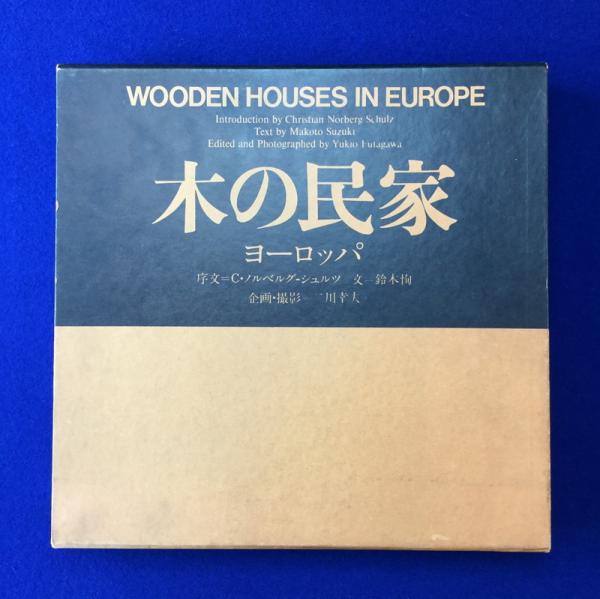 WOODEN HOUSES IN EUROPE
Introduction by Christian Norberg Schulz
Text by Makoto Suzuki
Edited and Photographed by Yukio Futagawa
木の民家
ヨーロッパ
序文=C・ノルベルグ=シュルツ 文=鈴木恂
企画・撮影=二川幸夫